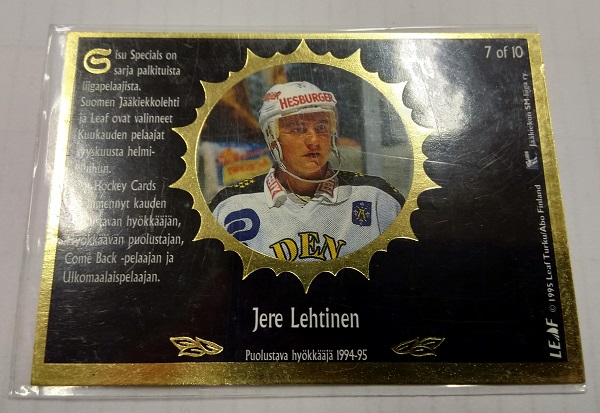 Sisu Specials on
sarja palkituista
liigapelaajista.
Suomen Jääkiekkolehti
ja Leaf ovat valinneet
Kuukauden pelaajat
helmi-
Hockey Cards
kauden
hyökkääjän,
Hyökkäävan puolustajan,
Come Back -pelaajan ja
Ulkomaalaispelaajan.
7 of 10
HESBURGER
DEN
A
Jere Lehtinen
Puolustava hyökkääjä 1994-95
Jääkiekon SM-liiga ry
LEAF © 1995 Leaf Turku/Åbo Finland